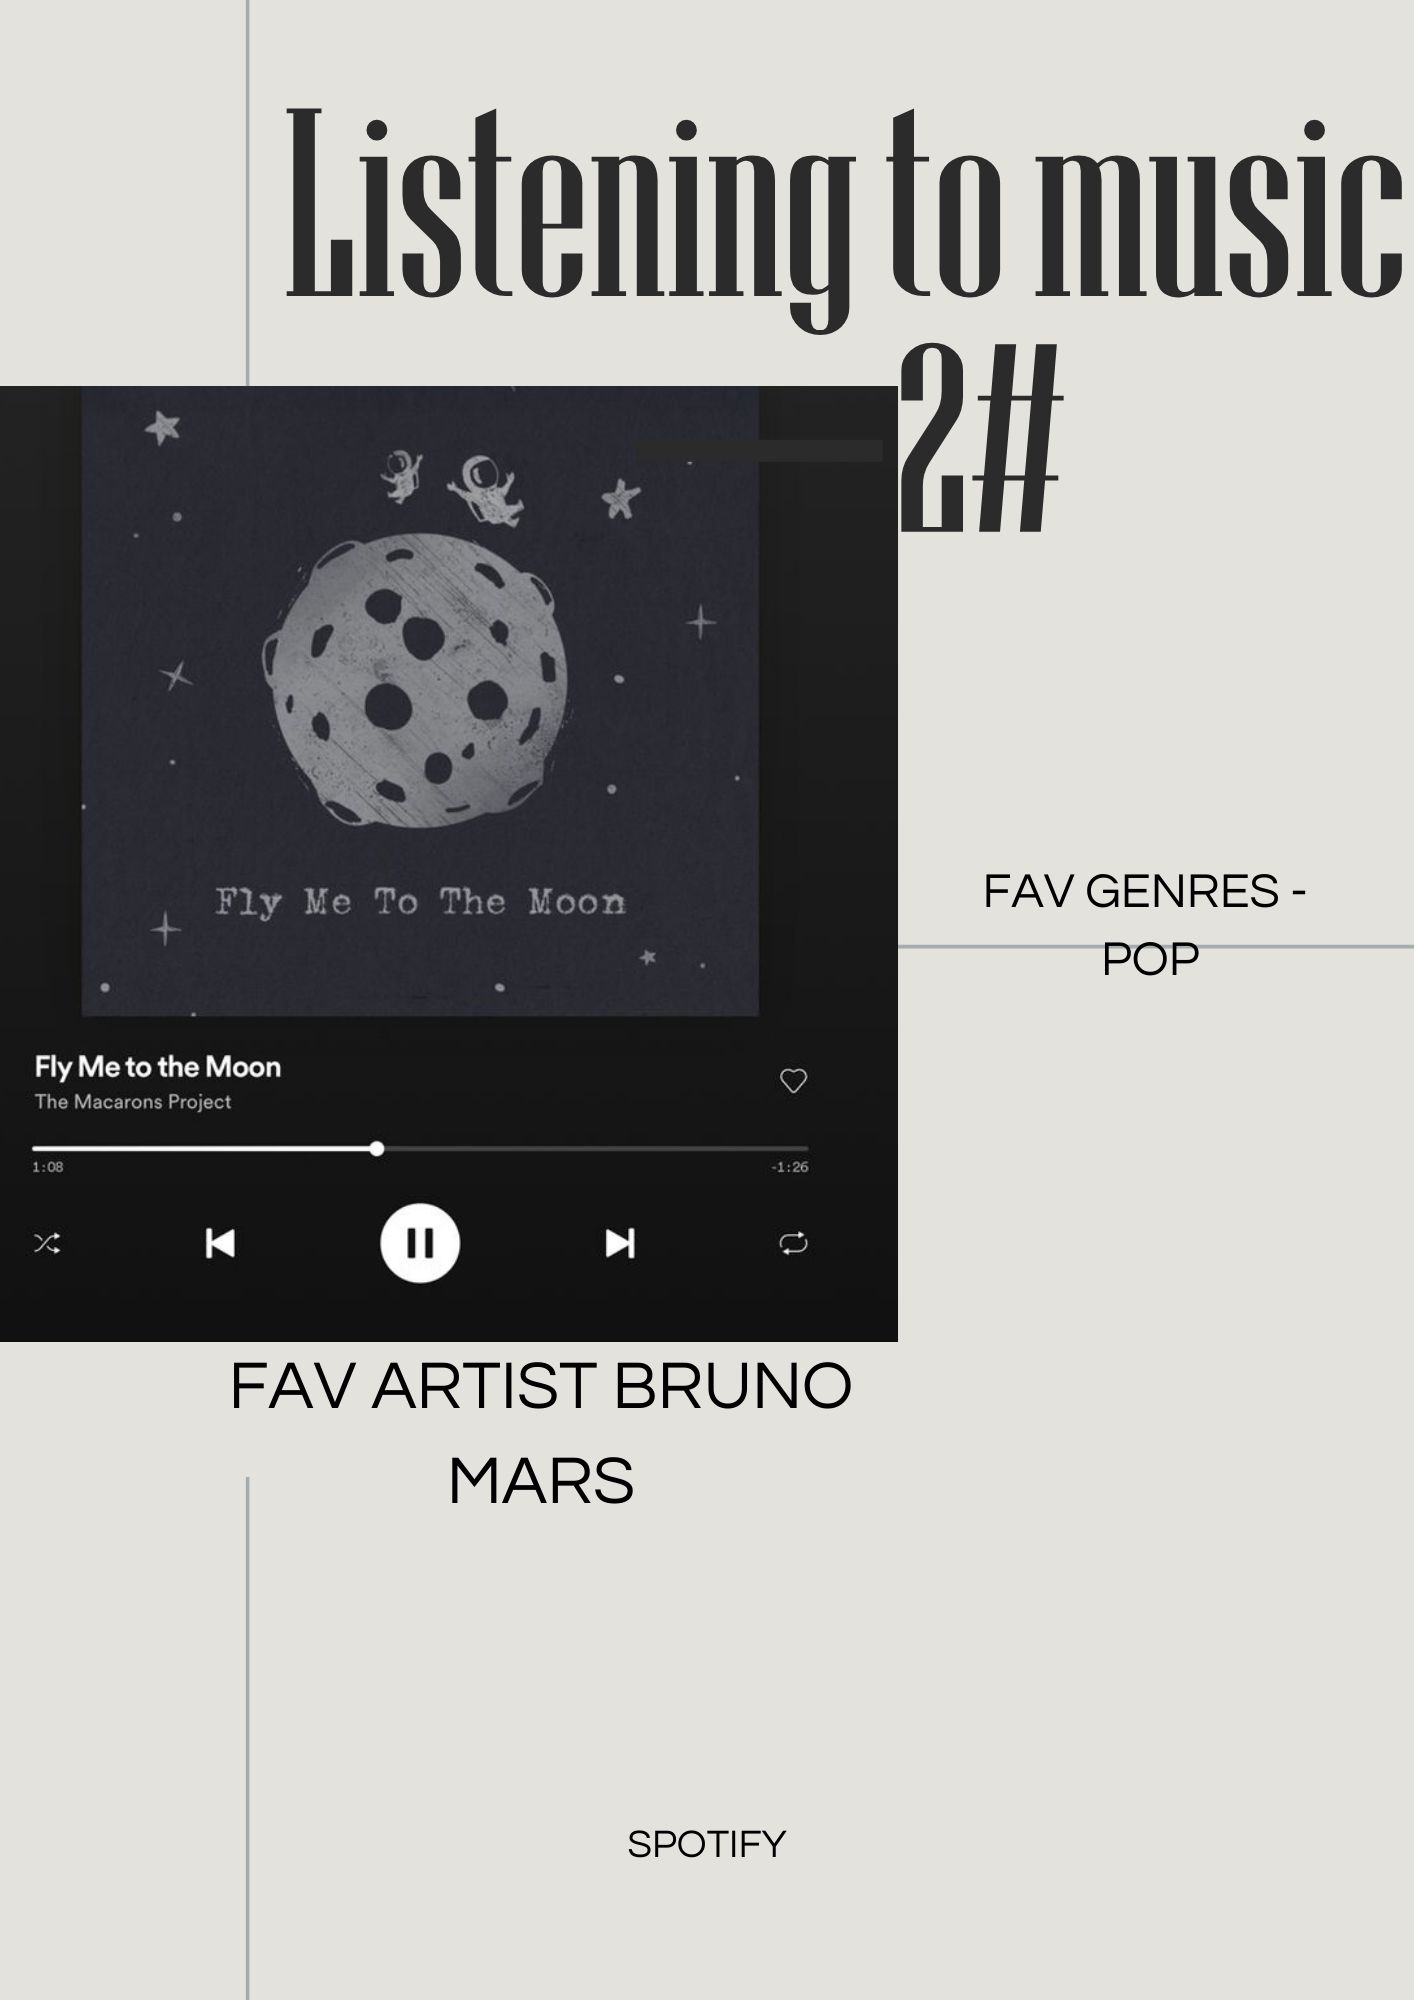 Listening to music
2#
Fly Me To The Moon
FAV GENRES -
POP
Fly Me to the Moon
The Macarons Project
1:08
-1:26
FAV ARTIST BRUNO
MARS
SPOTIFY